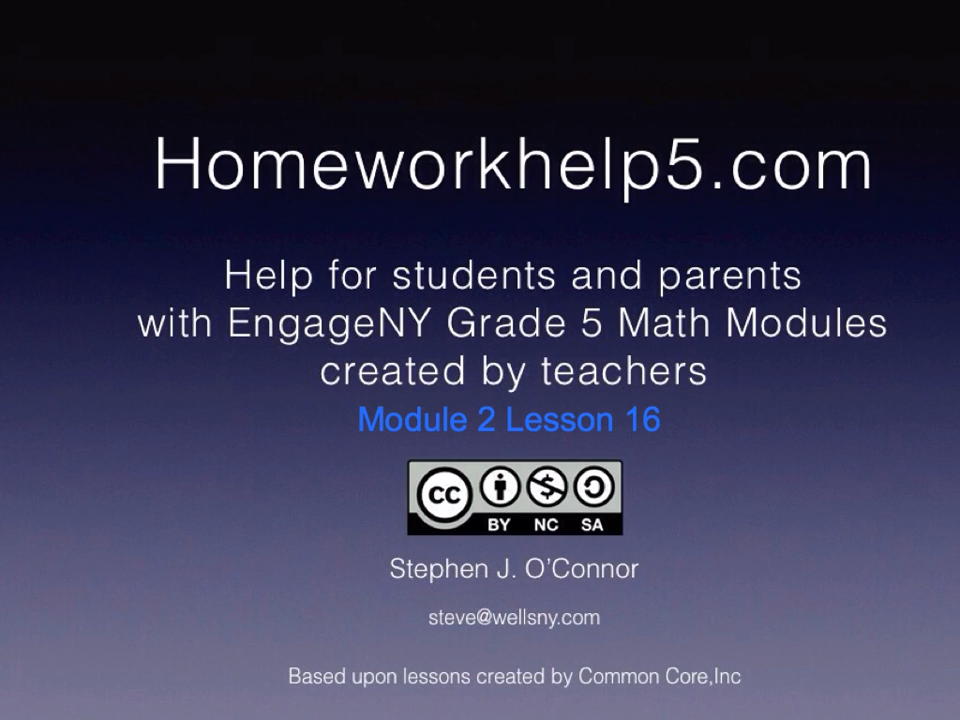 Homeworkhelp5.com
Help for students and parents
with EngageNY Grade 5 Math Modules
created by teachers
Module 2 Lesson 16
cc
BY NC SA
Stephen J. O’Connor
steve@wellsny.com
Based upon lessons created by Common Core,Inc